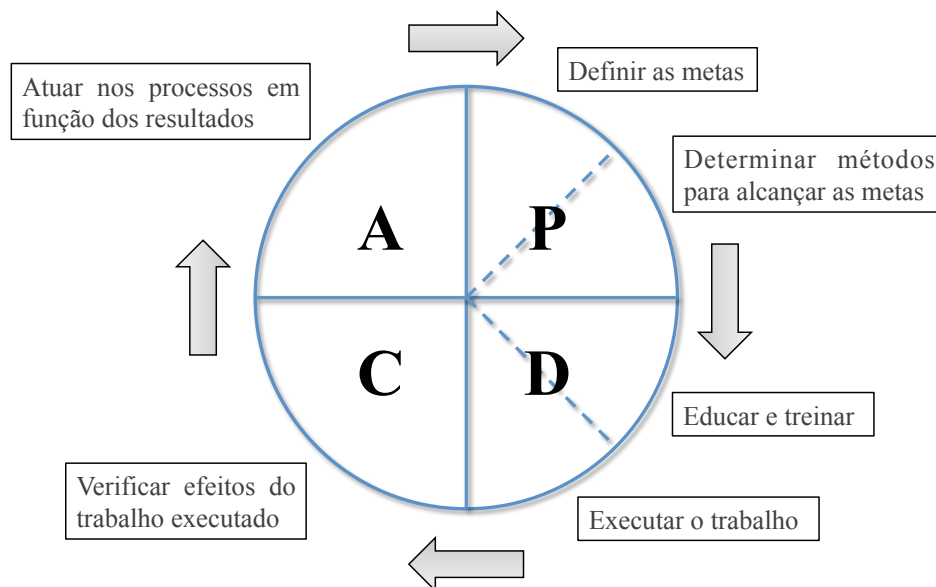 Definir as metas
Atuar nos processos em
função dos resultados
Determinar métodos
para alcançar as metas
A
P
C
D
Educar e treinar
Verificar efeitos do
trabalho executado
Executar o trabalho